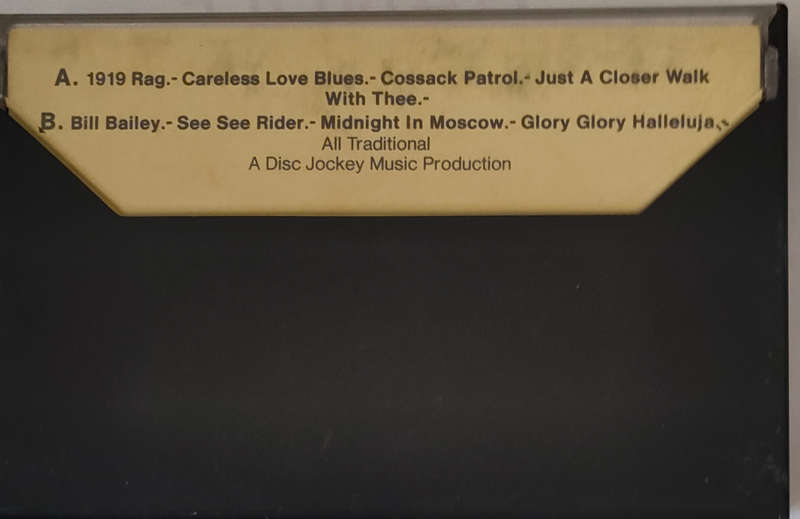 A. 1919 Rag.- Careless Love Blues.- Cossack Patrol.- Just A Closer Walk
With Thee.-
B. Bill Bailey.- See See Rider.- Midnight In Moscow.- Glory Glory Halleluja.-
All Traditional
A Disc Jockey Music Production